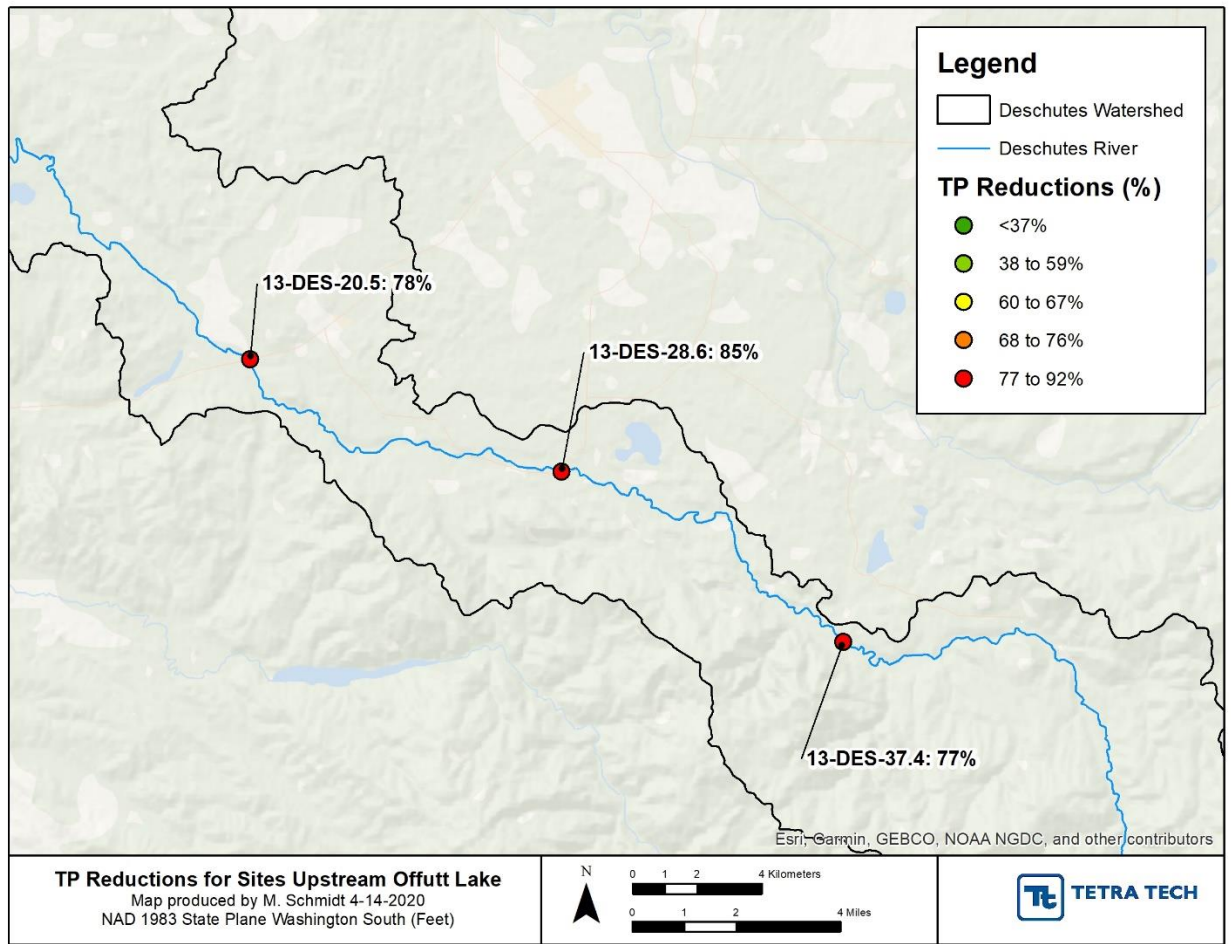 Legend
Deschutes Watershed
Deschutes River
TP Reductions (%)
<37%
38 to 59%
60 to 67%
68 to 76%
77 to 92%
13-DES-20.5: 78%
13-DES-28.6: 85%
13-DES-37.4: 77%
Esri, Garmin, GEBCO, NOAA NGDC, and other contributors
TP Reductions for Sites Upstream Offutt Lake
Map produced by M. Schmidt 4-14-2020
NAD 1983 State Plane Washington South (Feet)
N
0 1 2 4 Kilometers
0 1 2 4 Miles
Tt TETRA TECH